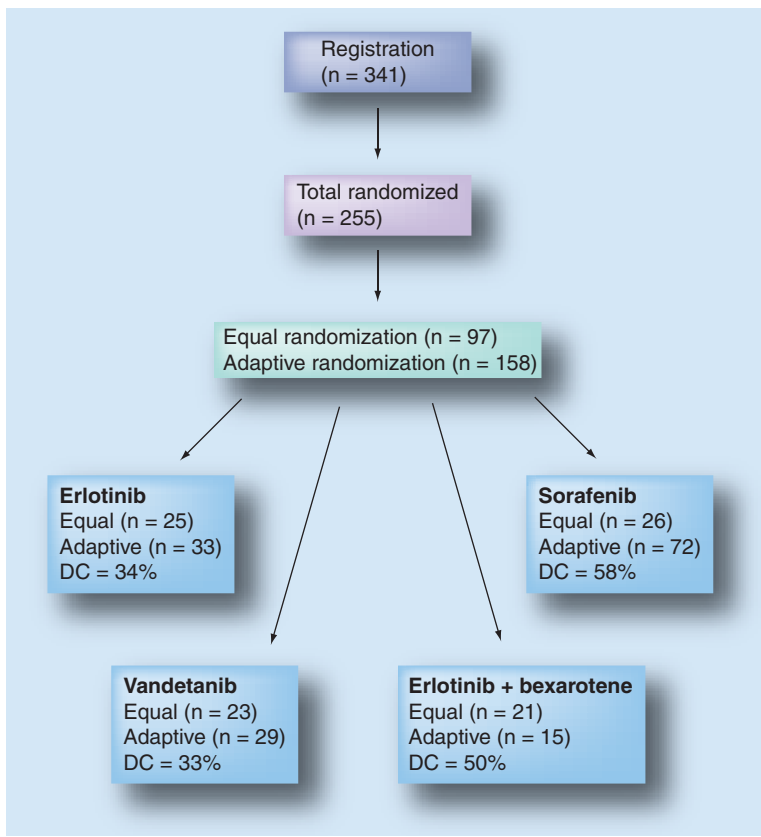 Registration
(n = 341)
Total randomized
(n = 255)
Equal randomization (n = 97)
Adaptive randomization (n = 158)
Erlotinib
Equal (n = 25)
Adaptive (n = 33)
DC = 34%
Sorafenib
Equal (n = 26)
Adaptive (n = 72)
DC = 58%
Vandetanib
Equal (n = 23)
Adaptive (n = 29)
DC = 33%
Erlotinib + bexarotene
Equal (n = 21)
Adaptive (n = 15)
DC = 50%